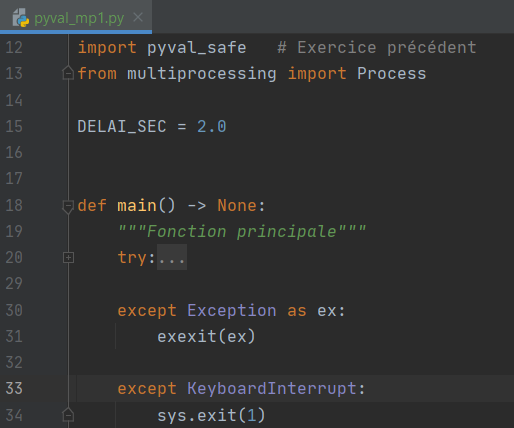 pyval_mp1.py
12 import pyval_safe   # Exercice précédent
13 from multiprocessing import Process
14
15 DELAI_SEC = 2.0
16
17
18 def main() -> None:
19     """Fonction principale"""
20     try:...
29
30     except Exception as ex:
31         exexit(ex)
32
33     except KeyboardInterrupt:
34         sys.exit(1)